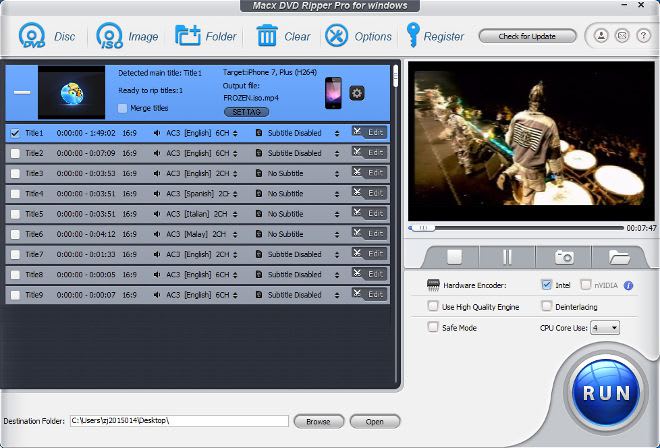 Macx DVD Ripper Pro for windows
DVD Disc ISO Image Folder Clear Options Register Check for Update
Detected main title: Title1 Target:iPhone 7, Plus (H264)
Ready to rip titles:1 Output file:
FROZEN.iso.mp4
Merge titles SET TAG
Title1 0:00:00 - 1:49:02 16:9 AC3 [English] 6CH Subtitle Disabled Edit
Title2 0:00:00 - 0:07:09 16:9 AC3 [English] 6CH Subtitle Disabled Edit
Title3 0:00:00 - 0:03:53 16:9 AC3 [English] 2CH No Subtitle Edit
Title4 0:00:00 - 0:03:51 16:9 AC3 [Spanish] 2CH No Subtitle Edit
Title5 0:00:00 - 0:03:51 16:9 AC3 [Italian] 2CH No Subtitle Edit
Title6 0:00:00 - 0:04:12 16:9 AC3 [Malay] 2CH No Subtitle Edit
Title7 0:00:00 - 0:01:33 16:9 AC3 [English] 2CH Subtitle Disabled Edit
Title8 0:00:00 - 0:00:05 16:9 AC3 [English] 6CH Subtitle Disabled Edit
Title9 0:00:00 - 0:00:07 16:9 AC3 [English] 2CH Subtitle Disabled Edit
00:07:47
Hardware Encoder: Intel nVIDIA
Use High Quality Engine Deinterlacing
Safe Mode CPU Core Use: 4
RUN
Destination Folder: C:\Users\zj2015014\Desktop\ Browse Open